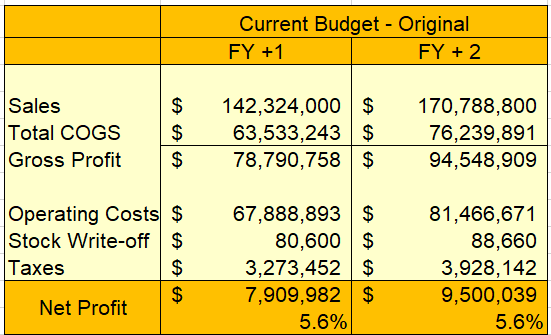 Current Budget - Original
FY +1 FY + 2
Sales $ 142,324,000 $ 170,788,800
Total COGS $ 63,533,243 $ 76,239,891
Gross Profit $ 78,790,758 $ 94,548,909
Operating Costs $ 67,888,893 $ 81,466,671
Stock Write-off $ 80,600 $ 88,660
Taxes $ 3,273,452 $ 3,928,142
Net Profit $ 7,909,982 $ 9,500,039
5.6% 5.6%